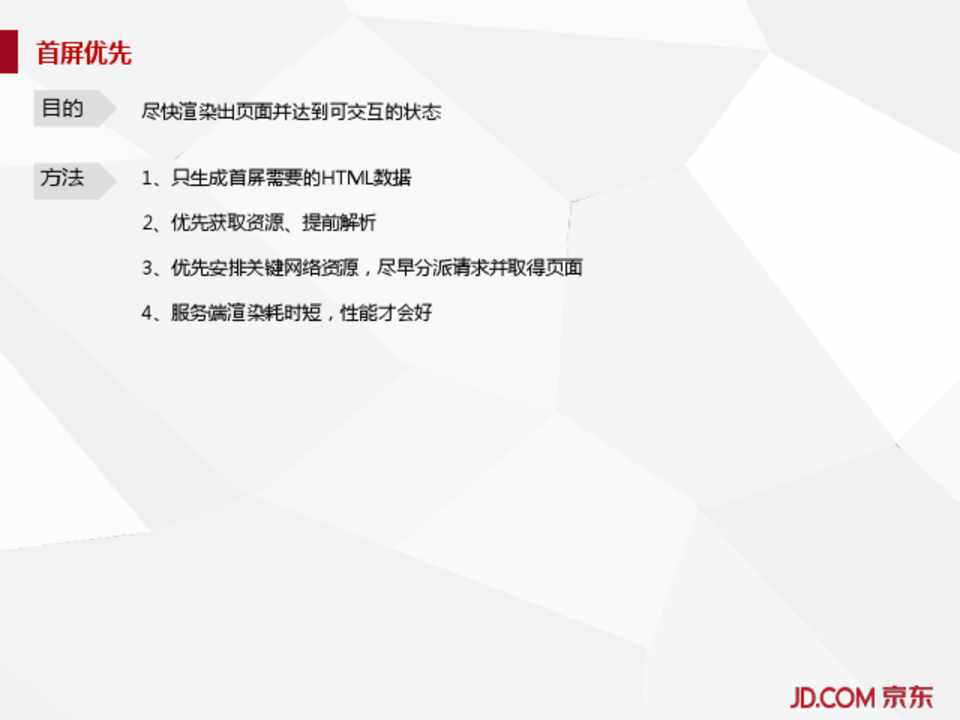 首屏优先
目的
尽快渲染出页面并达到可交互的状态
方法
1、只生成首屏需要的HTML数据
2、优先获取资源、提前解析
3、优先安排关键网络资源，尽早分派请求并取得页面
4、服务端渲染耗时短，性能才会好
JD.COM 京东